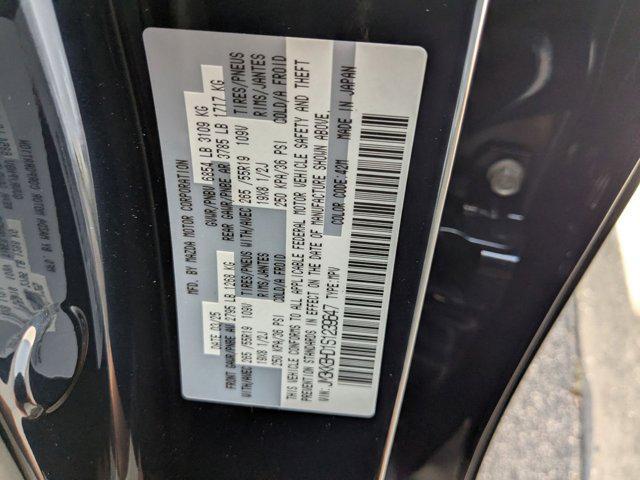 MFD. BY MAZDA MOTOR CORPORATION
DATE 03/25 GVWR/PNBV 6854 LB 3109 KG
FRONT GAWR/PNBE AV 2795 LB 1268 KG REAR GAWR/PNBE AR 3785 LB 1717 KG
WITH/AVEC 265 /55R19 109V TIRES/PNEUS WITH/AVEC 265 /55R19 109V TIRES/PNEUS
19X8 1/2J RIMS/JANTES 19X8 1/2J RIMS/JANTES
250 KPA/36 PSI COLD/A FROID 250 KPA/36 PSI COLD/A FROID
THIS VEHICLE CONFORMS TO ALL APPLICABLE FEDERAL MOTOR VEHICLE SAFETY AND THEFT
PREVENTION STANDARDS IN EFFECT ON THE DATE OF MANUFACTURE SHOWN ABOVE.
VIN: TYPE:MPV COLOR CODE:42M MADE IN JAPAN